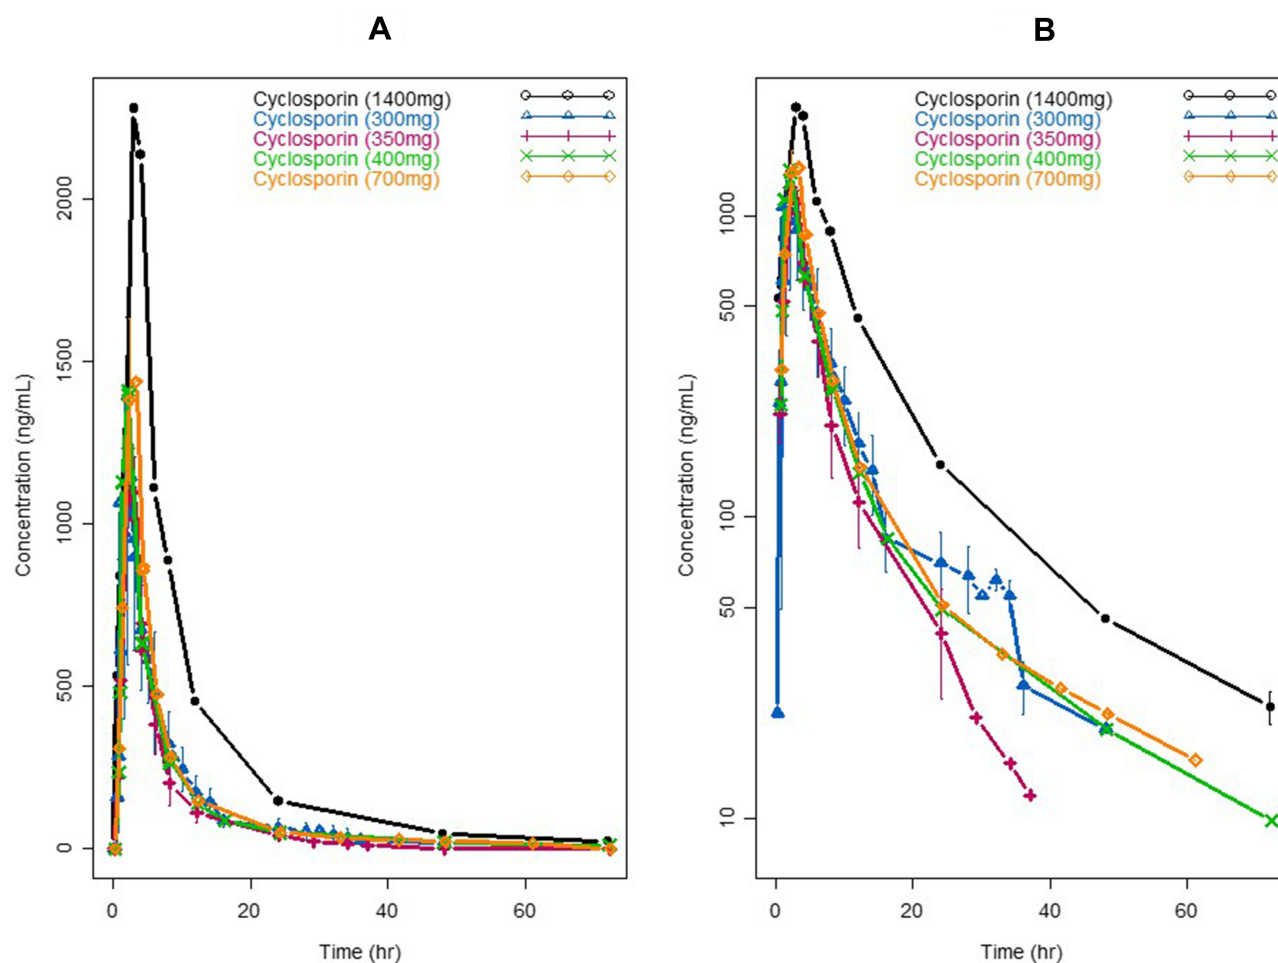 A
Cyclosporin (1400mg)
Cyclosporin (300mg)
Cyclosporin (350mg)
Cyclosporin (400mg)
Cyclosporin (700mg)
Concentration (ng/mL)
2000
1500
1000
500
0
0 20 40 60
Time (hr)
B
Cyclosporin (1400mg)
Cyclosporin (300mg)
Cyclosporin (350mg)
Cyclosporin (400mg)
Cyclosporin (700mg)
Concentration (ng/mL)
1000
500
100
50
10
0 20 40 60
Time (hr)